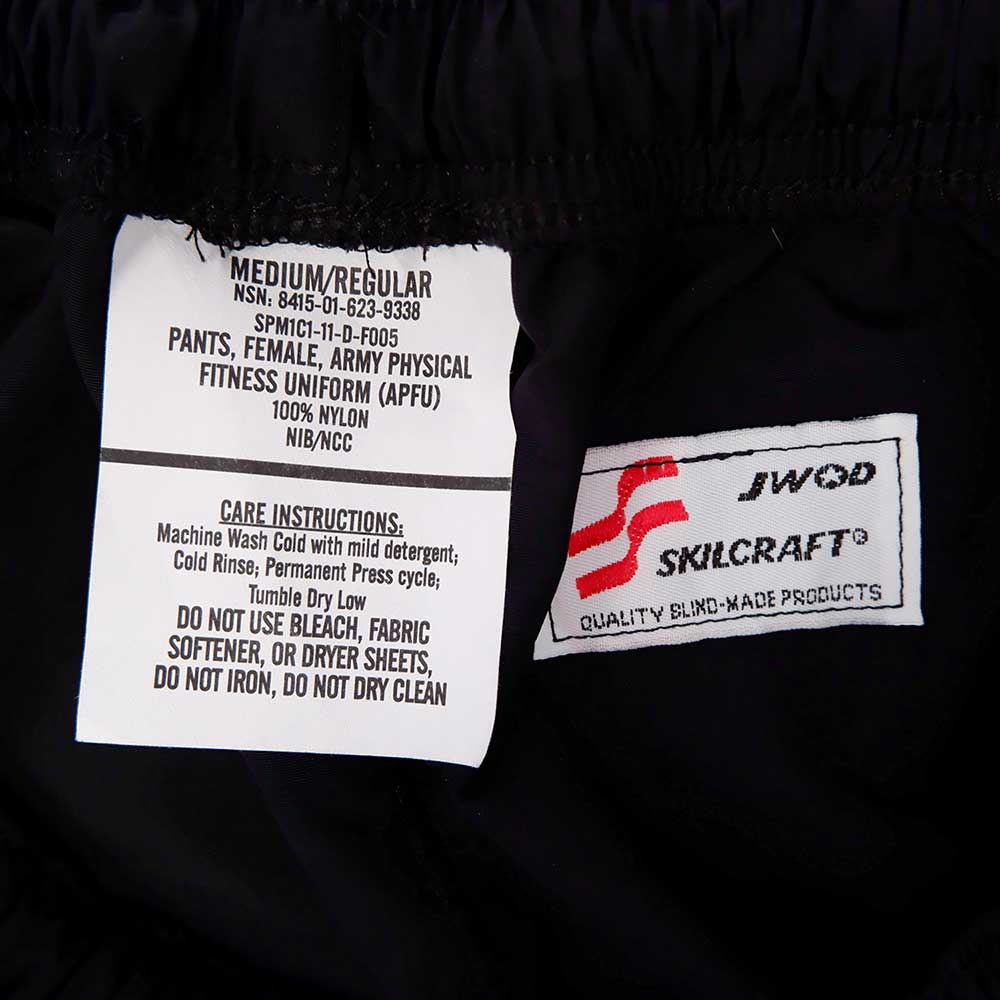 MEDIUM/REGULAR
NSN: 8415-01-623-9338
SPM1C1-11-D-F005
PANTS, FEMALE, ARMY PHYSICAL
FITNESS UNIFORM (APFU)
100% NYLON
NIB/NCC
CARE INSTRUCTIONS:
Machine Wash Cold with mild detergent;
Cold Rinse; Permanent Press cycle;
Tumble Dry Low
DO NOT USE BLEACH, FABRIC
SOFTENER, OR DRYER SHEETS,
DO NOT IRON, DO NOT DRY CLEAN
JWOD
SKILCRAFT®
QUALITY BLIND-MADE PRODUCTS